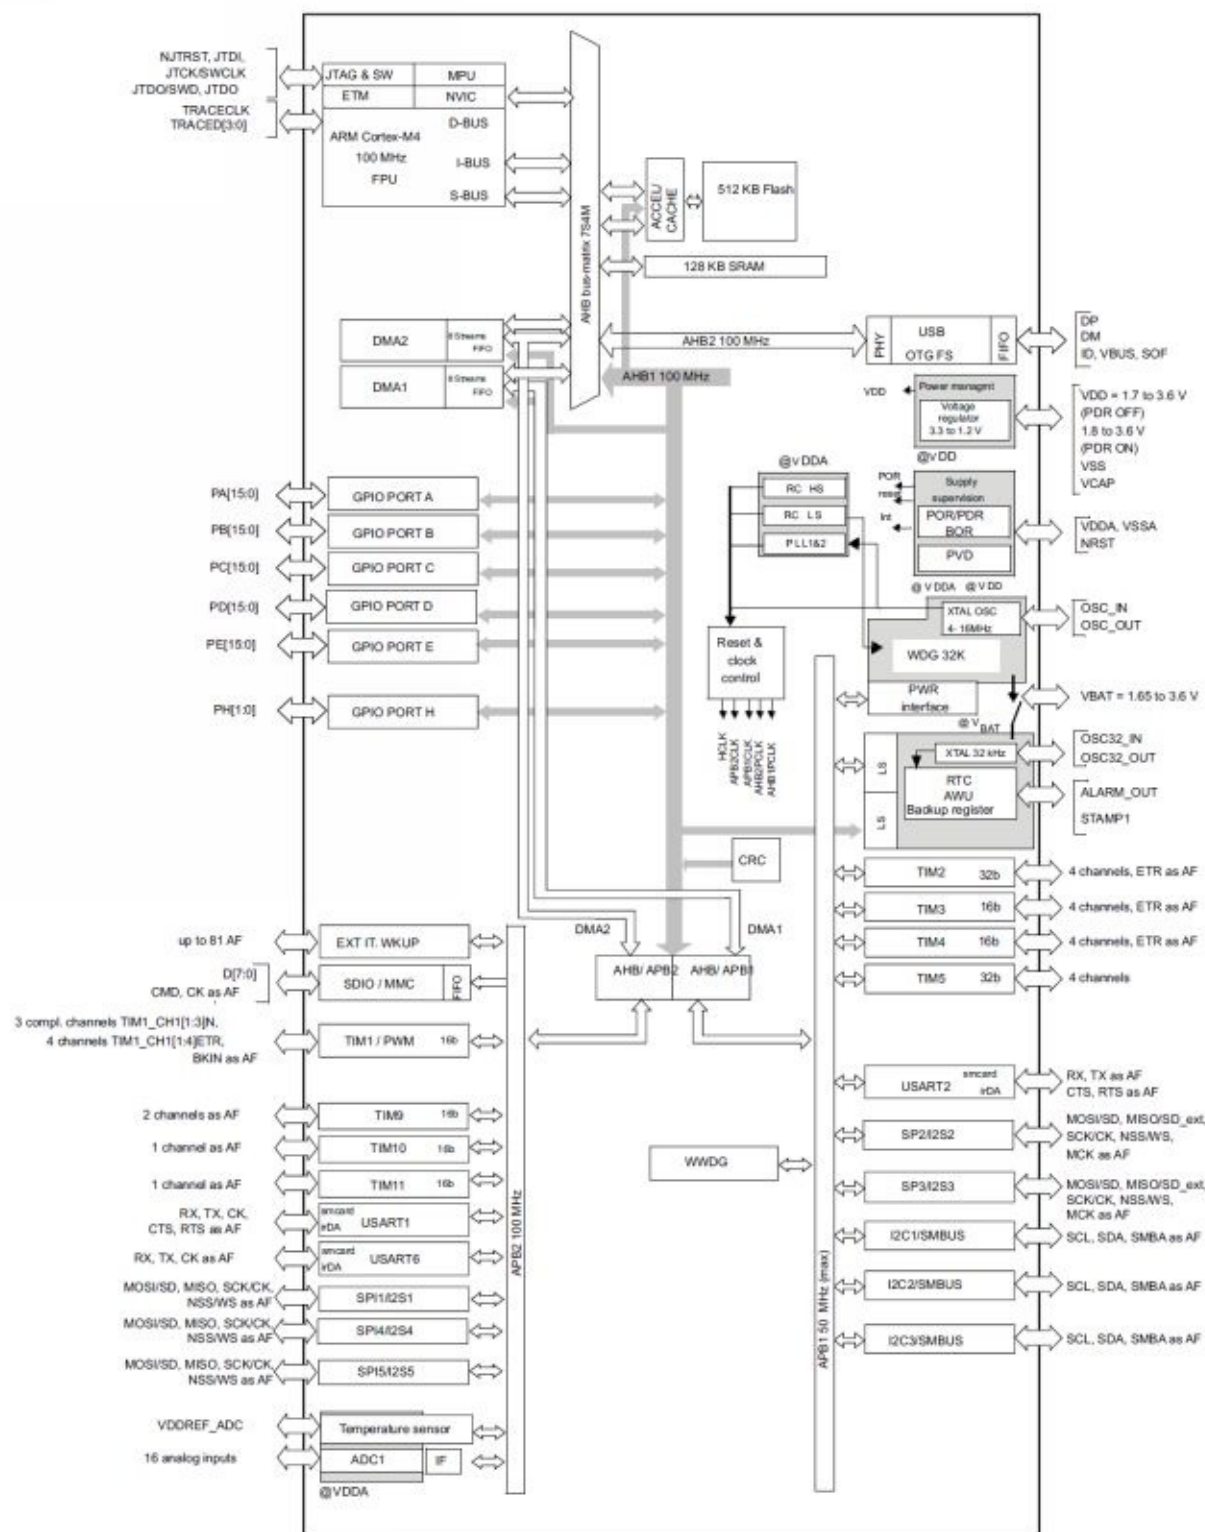 NJTRST, JTDI,
JTCK/SWCLK
JTDO/SWD, JTDO
TRACECLK
TRACED[3:0]
JTAG & SW
MPU
ETM
NVIC
ARM Cortex-M4
100 MHz
FPU
D-BUS
I-BUS
S-BUS
AHB bus-matrix 7S4M
ACCEL/
CACHE
512 KB Flash
128 KB SRAM
DMA2
8 Streams
FIFO
DMA1
8 Streams
FIFO
AHB2 100 MHz
AHB1 100 MHz
PHY
USB
OTG FS
FIFO
DP
DM
ID, VBUS, SOF
VDD
Power managmt
Voltage
regulator
3.3 to 1.2 V
@VDD
VDD = 1.7 to 3.6 V
(PDR OFF)
1.8 to 3.6 V
(PDR ON)
VSS
VCAP
@VDDA
RC HS
RC LS
PLL1&2
POR
reset
Int
Supply
supervision
POR/PDR
BOR
PVD
VDDA, VSSA
NRST
@VDDA @VDD
PA[15:0]
GPIO PORT A
PB[15:0]
GPIO PORT B
PC[15:0]
GPIO PORT C
PD[15:0]
GPIO PORT D
PE[15:0]
GPIO PORT E
PH[1:0]
GPIO PORT H
XTAL OSC
4- 16MHz
OSC_IN
OSC_OUT
WDG 32K
Reset &
clock
control
HCLK
APB2CLK
APB1CLK
AHB2PCLK
AHB1PCLK
PWR
interface
VBAT = 1.65 to 3.6 V
@ VBAT
LS
LS
XTAL 32 kHz
RTC
AWU
Backup register
OSC32_IN
OSC32_OUT
ALARM_OUT
STAMP1
CRC
TIM2 32b
4 channels, ETR as AF
TIM3 16b
4 channels, ETR as AF
TIM4 16b
4 channels, ETR as AF
TIM5 32b
4 channels
DMA2
DMA1
AHB/ APB2
AHB/ APB1
up to 81 AF
EXT IT. WKUP
D[7:0]
CMD, CK as AF
SDIO / MMC
FIFO
3 compl. channels TIM1_CH1[1:3]N,
4 channels TIM1_CH1[1:4]ETR,
BKIN as AF
TIM1 / PWM 16b
2 channels as AF
TIM9 16b
1 channel as AF
TIM10 16b
1 channel as AF
TIM11 16b
RX, TX, CK,
CTS, RTS as AF
smcard
irDA
USART1
RX, TX, CK as AF
smcard
irDA
USART6
MOSI/SD, MISO, SCK/CK,
NSS/WS as AF
SPI1/I2S1
MOSI/SD, MISO, SCK/CK,
NSS/WS as AF
SPI4/I2S4
MOSI/SD, MISO, SCK/CK,
NSS/WS as AF
SPI5/I2S5
VDDREF_ADC
Temperature sensor
16 analog inputs
ADC1
IF
@VDDA
APB2 100 MHz
WWDG
APB1 50 MHz (max)
USART2
smcard
irDA
RX, TX as AF
CTS, RTS as AF
SP2/I2S2
MOSI/SD, MISO/SD_ext,
SCK/CK, NSS/WS,
MCK as AF
SP3/I2S3
MOSI/SD, MISO/SD_ext,
SCK/CK, NSS/WS,
MCK as AF
I2C1/SMBUS
SCL, SDA, SMBA as AF
I2C2/SMBUS
SCL, SDA, SMBA as AF
I2C3/SMBUS
SCL, SDA, SMBA as AF